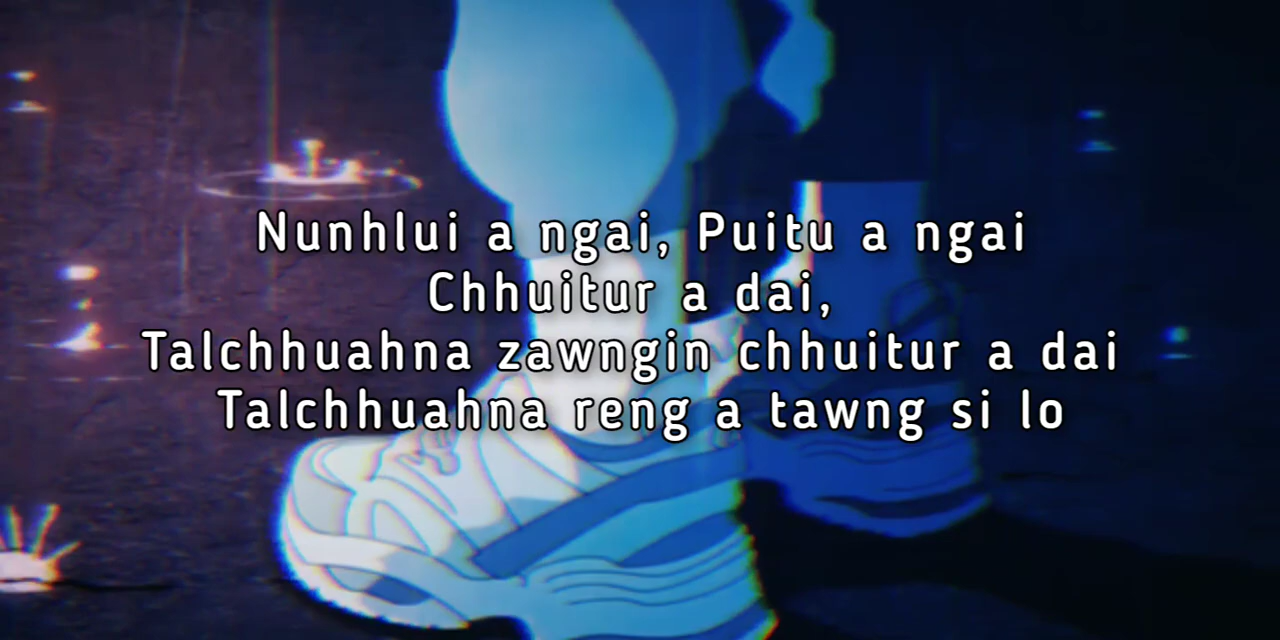 Nunhlui a ngai, Puitu a ngai
Chhuitur a dai,
Talchhuahna zawngin chhuitur a dai
Talchhuahna reng a tawng si lo